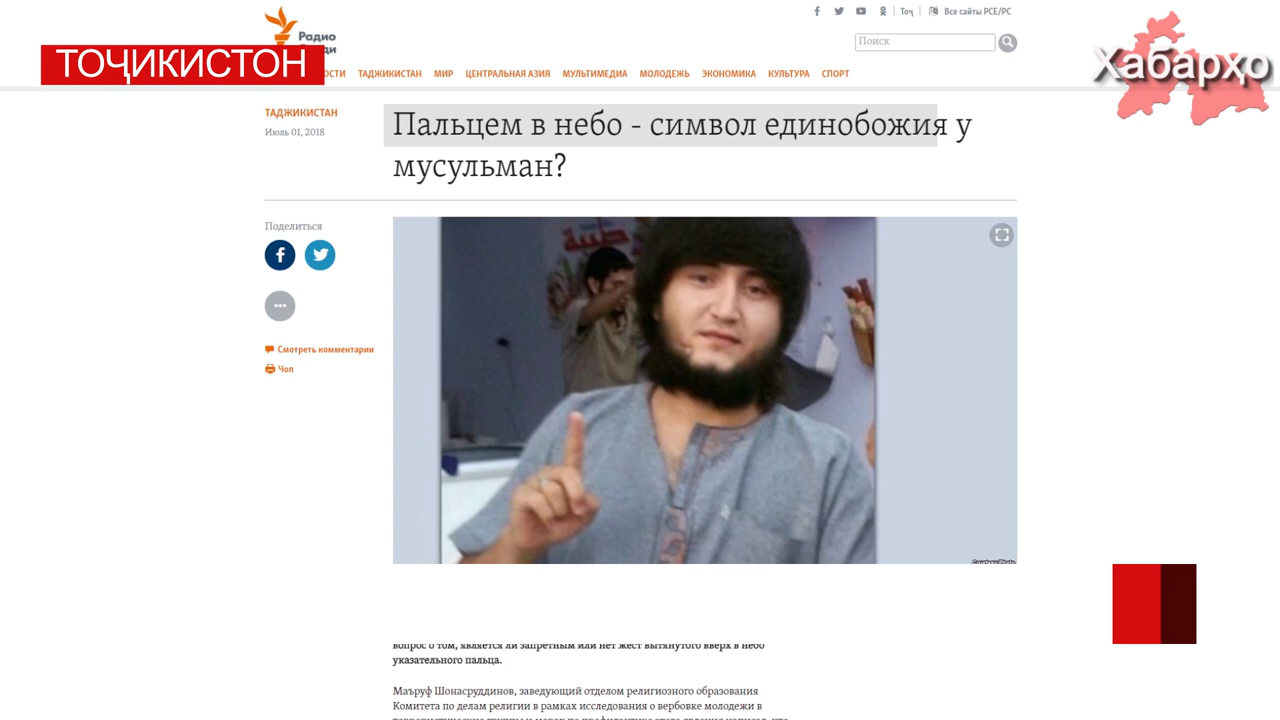 Радио
ТОҶИКИСТОН
Тоҷ
Все сайты РСЕ/РС
Поиск
Хабарҳо
ТАДЖИКИСТАН МИР ЦЕНТРАЛЬНАЯ АЗИЯ МУЛЬТИМЕДИА МОЛОДЕЖЬ ЭКОНОМИКА КУЛЬТУРА СПОРТ
ТАДЖИКИСТАН
Июль 01, 2018
Пальцем в небо - символ единобожия у
мусульман?
Поделиться
Смотреть комментарии
Чоп
طيبة
Courtesy Photo
вопрос о том, является ли запретным или нет жест вытянутого вверх в небо
указательного пальца.
Маъруф Шонасруддинов, заведующий отделом религиозного образования
Комитета по делам религии в рамках исследования о вербовке молодежи в